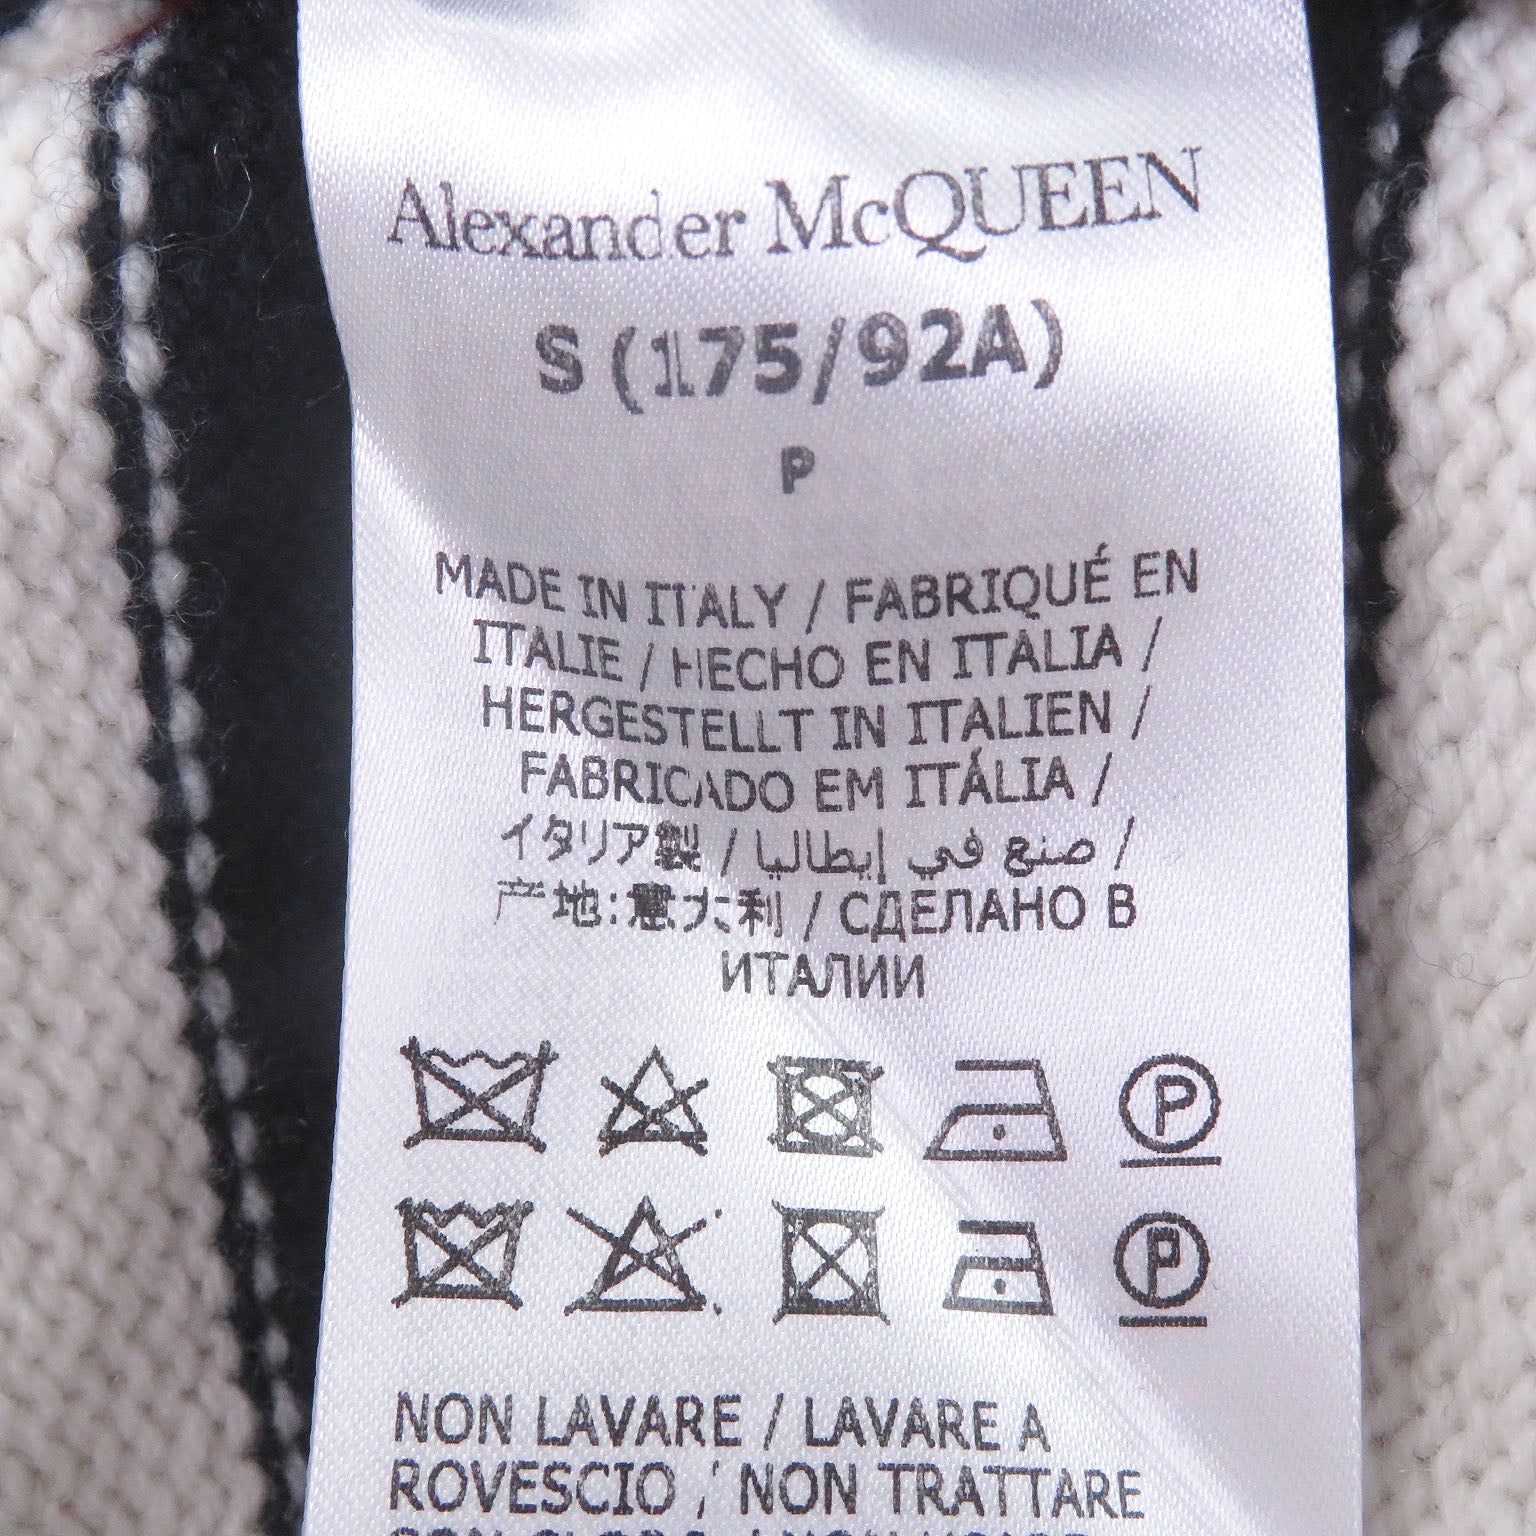 Alexander McQUEEN
S (175/92A)
P
MADE IN ITALY / FABRIQUÉ EN
ITALIE / HECHO EN ITALIA /
HERGESTELLT IN ITALIEN /
FABRICADO EM ITÁLIA /
イタリア製 / صنع في إيطاليا /
产地:意大利 / СДЕЛАНО В
ИТАЛИИ
P
P
NON LAVARE / LAVARE A
ROVESCIO / NON TRATTARE